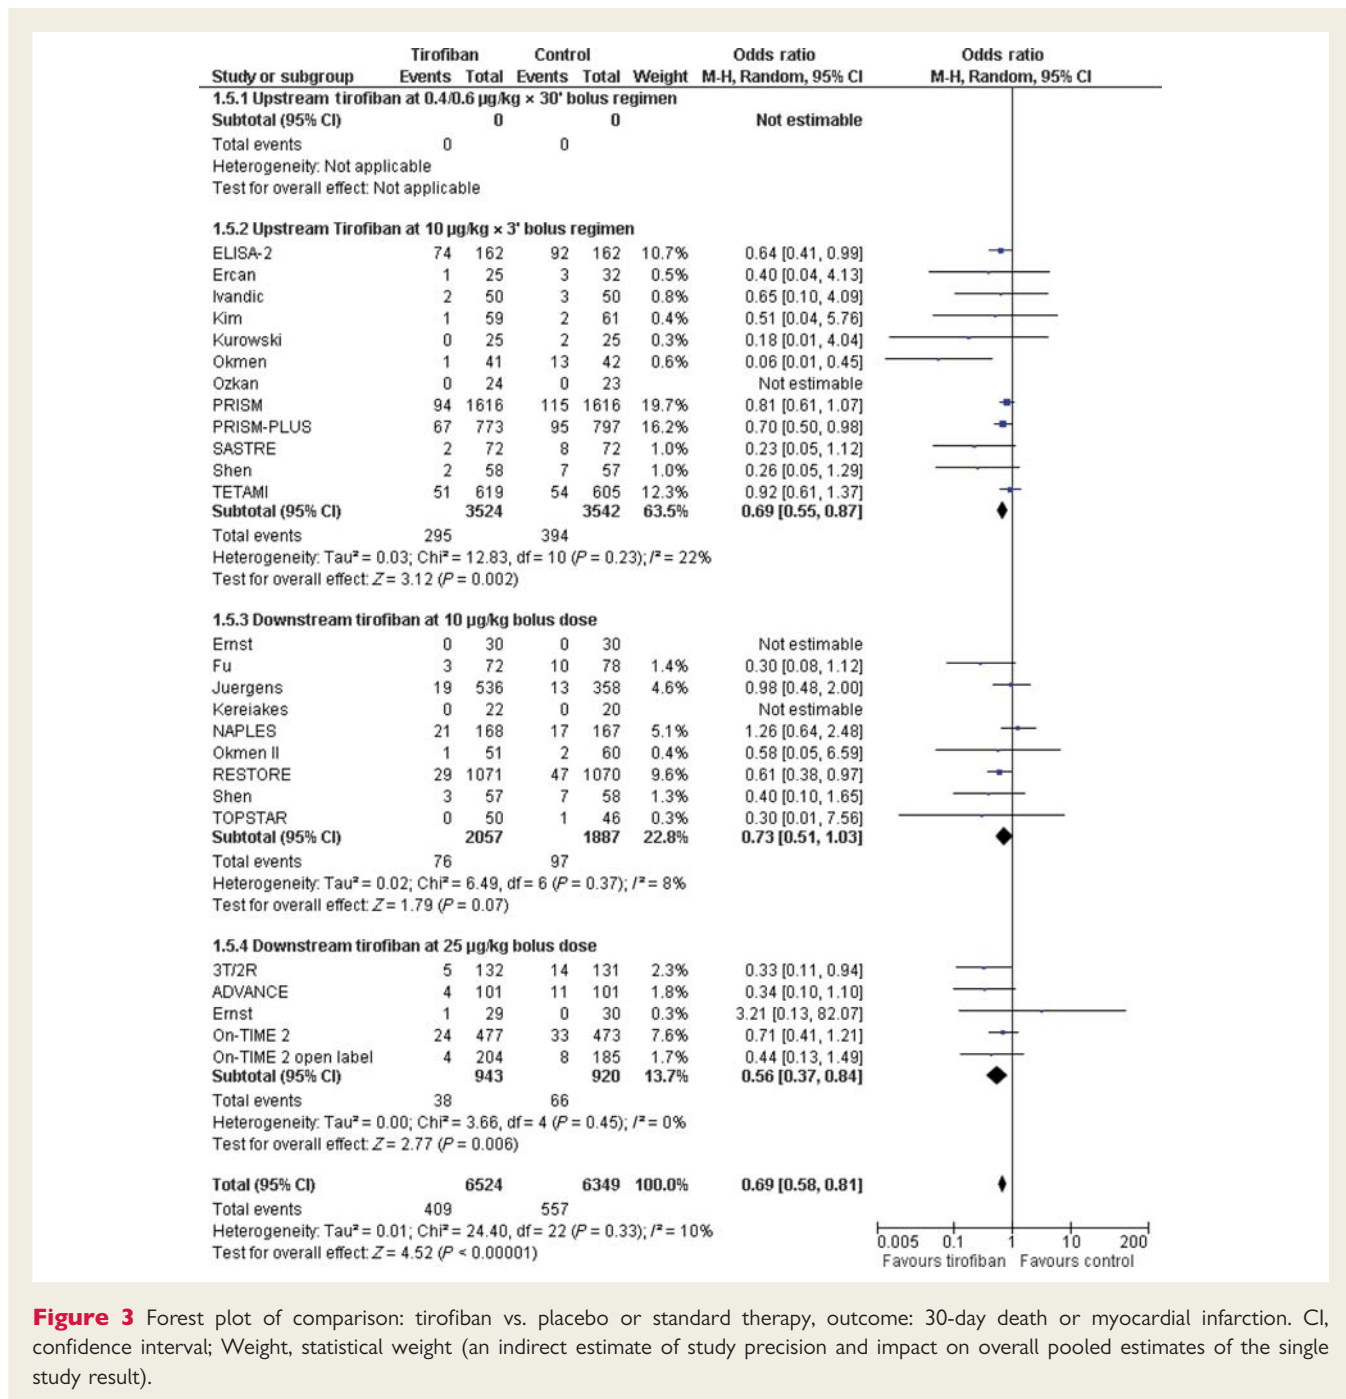 Tirofiban Control Odds ratio Odds ratio
Study or subgroup Events Total Events Total Weight M-H, Random, 95% CI M-H, Random, 95% CI
1.5.1 Upstream tirofiban at 0.4/0.6 µg/kg × 30' bolus regimen
Subtotal (95% CI) 0 0 Not estimable
Total events 0 0
Heterogeneity: Not applicable
Test for overall effect: Not applicable
1.5.2 Upstream Tirofiban at 10 µg/kg × 3' bolus regimen
ELISA-2 74 162 92 162 10.7% 0.64 [0.41, 0.99]
Ercan 1 25 3 32 0.5% 0.40 [0.04, 4.13]
Ivandic 2 50 3 50 0.8% 0.65 [0.10, 4.09]
Kim 1 59 2 61 0.4% 0.51 [0.04, 5.76]
Kurowski 0 25 2 25 0.3% 0.18 [0.01, 4.04]
Okmen 1 41 13 42 0.6% 0.06 [0.01, 0.45]
Ozkan 0 24 0 23 Not estimable
PRISM 94 1616 115 1616 19.7% 0.81 [0.61, 1.07]
PRISM-PLUS 67 773 95 797 16.2% 0.70 [0.50, 0.98]
SASTRE 2 72 8 72 1.0% 0.23 [0.05, 1.12]
Shen 2 58 7 57 1.0% 0.26 [0.05, 1.29]
TETAMI 51 619 54 605 12.3% 0.92 [0.61, 1.37]
Subtotal (95% CI) 3524 3542 63.5% 0.69 [0.55, 0.87]
Total events 295 394
Heterogeneity: Tau² = 0.03; Chi² = 12.83, df = 10 (P = 0.23); I² = 22%
Test for overall effect: Z = 3.12 (P = 0.002)
1.5.3 Downstream tirofiban at 10 µg/kg bolus dose
Ernst 0 30 0 30 Not estimable
Fu 3 72 10 78 1.4% 0.30 [0.08, 1.12]
Juergens 19 536 13 358 4.6% 0.98 [0.48, 2.00]
Kereiakes 0 22 0 20 Not estimable
NAPLES 21 168 17 167 5.1% 1.26 [0.64, 2.48]
Okmen II 1 51 2 60 0.4% 0.58 [0.05, 6.59]
RESTORE 29 1071 47 1070 9.6% 0.61 [0.38, 0.97]
Shen 3 57 7 58 1.3% 0.40 [0.10, 1.65]
TOPSTAR 0 50 1 46 0.3% 0.30 [0.01, 7.56]
Subtotal (95% CI) 2057 1887 22.8% 0.73 [0.51, 1.03]
Total events 76 97
Heterogeneity: Tau² = 0.02; Chi² = 6.49, df = 6 (P = 0.37); I² = 8%
Test for overall effect: Z = 1.79 (P = 0.07)
1.5.4 Downstream tirofiban at 25 µg/kg bolus dose
3T/2R 5 132 14 131 2.3% 0.33 [0.11, 0.94]
ADVANCE 4 101 11 101 1.8% 0.34 [0.10, 1.10]
Ernst 1 29 0 30 0.3% 3.21 [0.13, 82.07]
On-TIME 2 24 477 33 473 7.6% 0.71 [0.41, 1.21]
On-TIME 2 open label 4 204 8 185 1.7% 0.44 [0.13, 1.49]
Subtotal (95% CI) 943 920 13.7% 0.56 [0.37, 0.84]
Total events 38 66
Heterogeneity: Tau² = 0.00; Chi² = 3.66, df = 4 (P = 0.45); I² = 0%
Test for overall effect: Z = 2.77 (P = 0.006)
Total (95% CI) 6524 6349 100.0% 0.69 [0.58, 0.81]
Total events 409 557
Heterogeneity: Tau² = 0.01; Chi² = 24.40, df = 22 (P = 0.33); I² = 10%
Test for overall effect: Z = 4.52 (P < 0.00001)
0.005 0.1 1 10 200
Favours tirofiban Favours control
Figure 3 Forest plot of comparison: tirofiban vs. placebo or standard therapy, outcome: 30-day death or myocardial infarction. CI,
confidence interval; Weight, statistical weight (an indirect estimate of study precision and impact on overall pooled estimates of the single
study result).